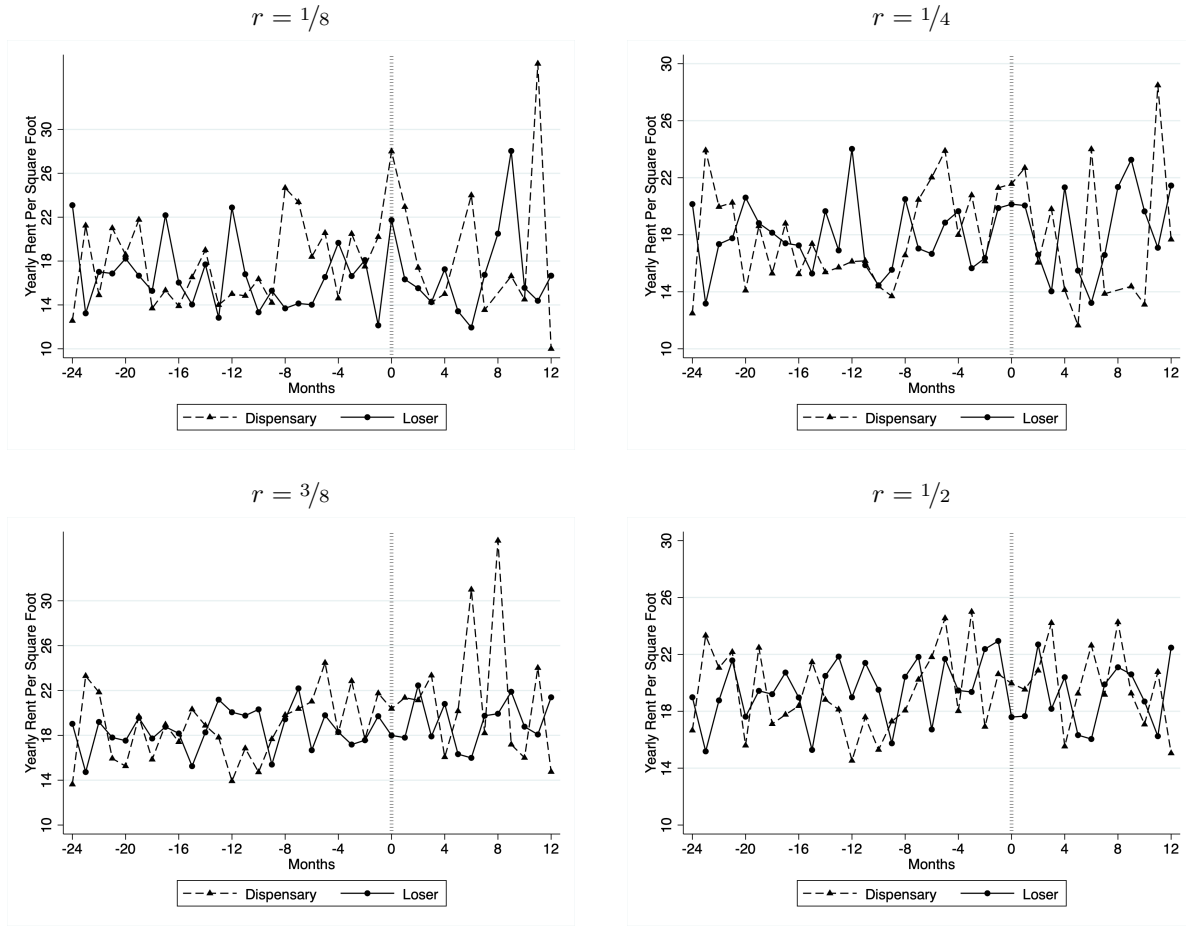 r = 1/8
r = 1/4
Yearly Rent Per Square Foot
10 14 18 22 26 30
-24 -20 -16 -12 -8 -4 0 4 8 12
Months
Dispensary Loser
Yearly Rent Per Square Foot
10 14 18 22 26 30
-24 -20 -16 -12 -8 -4 0 4 8 12
Months
Dispensary Loser
r = 3/8
r = 1/2
Yearly Rent Per Square Foot
10 14 18 22 26 30
-24 -20 -16 -12 -8 -4 0 4 8 12
Months
Dispensary Loser
Yearly Rent Per Square Foot
10 14 18 22 26 30
-24 -20 -16 -12 -8 -4 0 4 8 12
Months
Dispensary Loser